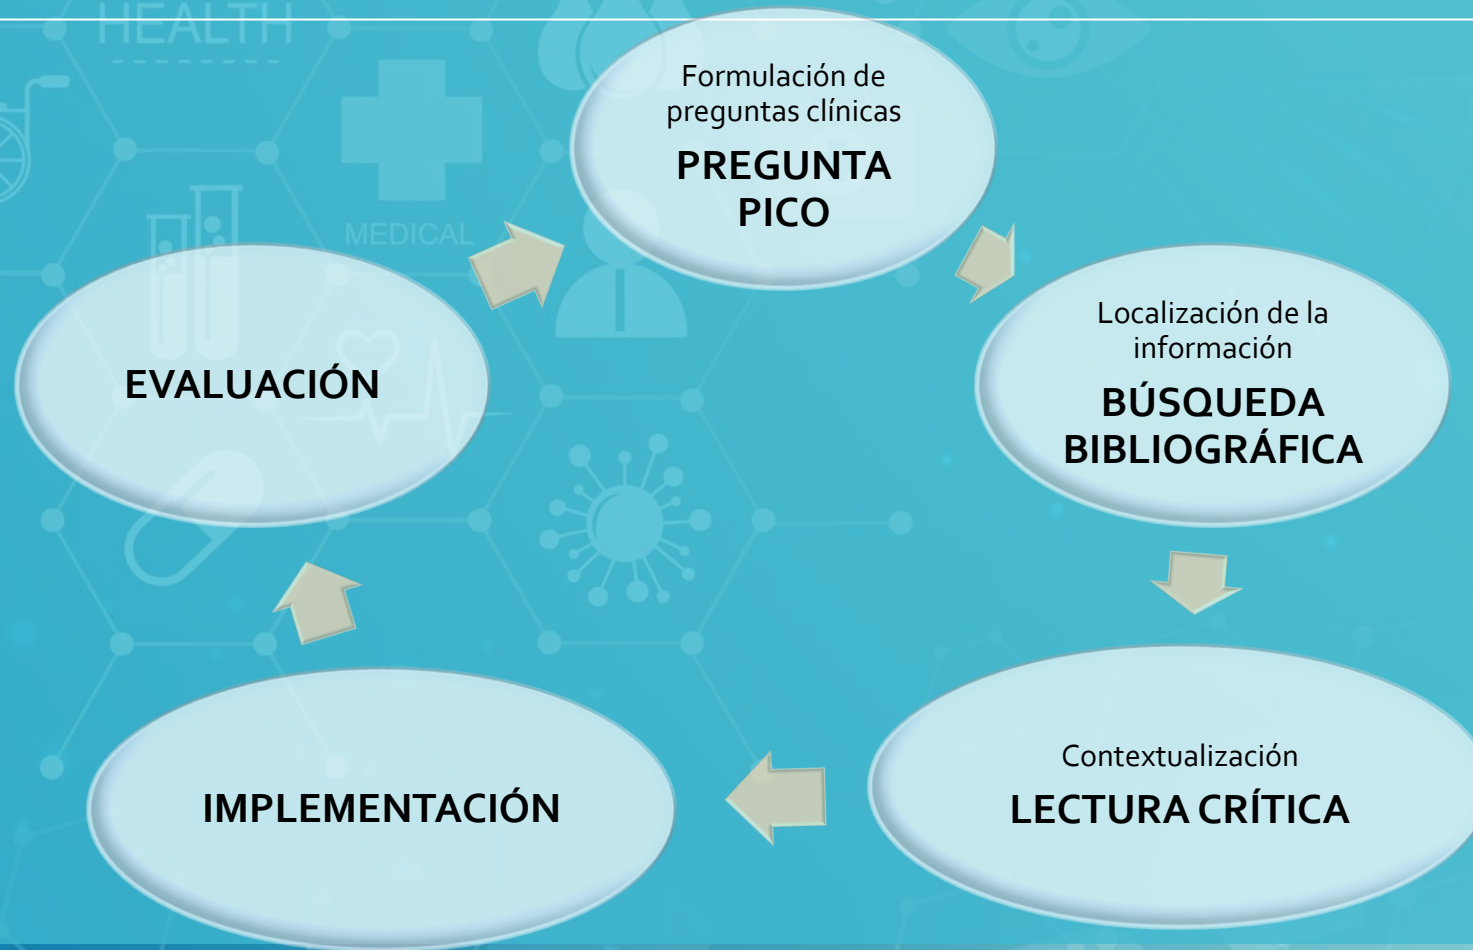 HEALTH
MEDICAL
Formulación de
preguntas clínicas
PREGUNTA
PICO
Localización de la
información
BÚSQUEDA
BIBLIOGRÁFICA
Contextualización
LECTURA CRÍTICA
IMPLEMENTACIÓN
EVALUACIÓN